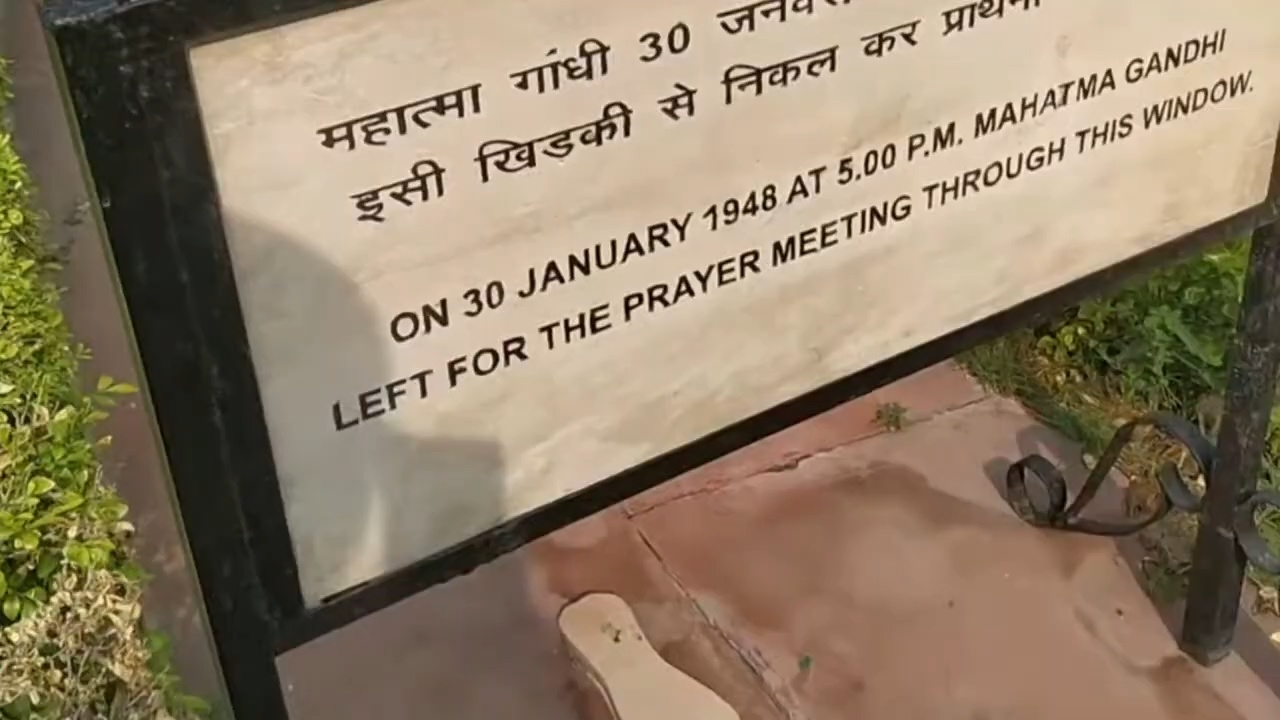 महात्मा गांधी 30
इसी खिड़की से निकल कर
ON 30 JANUARY 1948 AT 5.00 P.M. MAHATMA GANDHI
LEFT FOR THE PRAYER MEETING THROUGH THIS WINDOW.